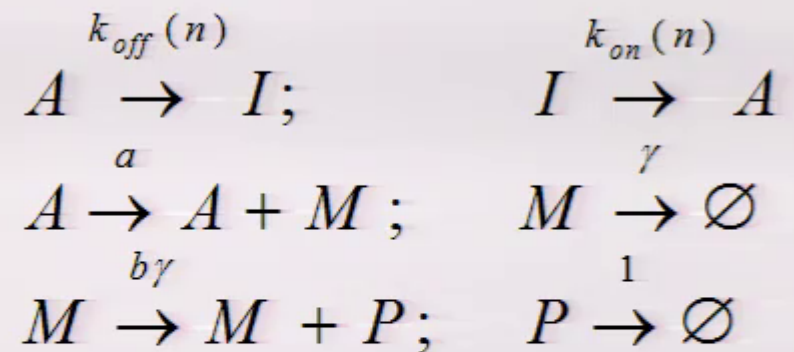 k_off(n) k_on(n)
A → I; I → A
a γ
A → A + M; M → ∅
bγ 1
M → M + P; P → ∅